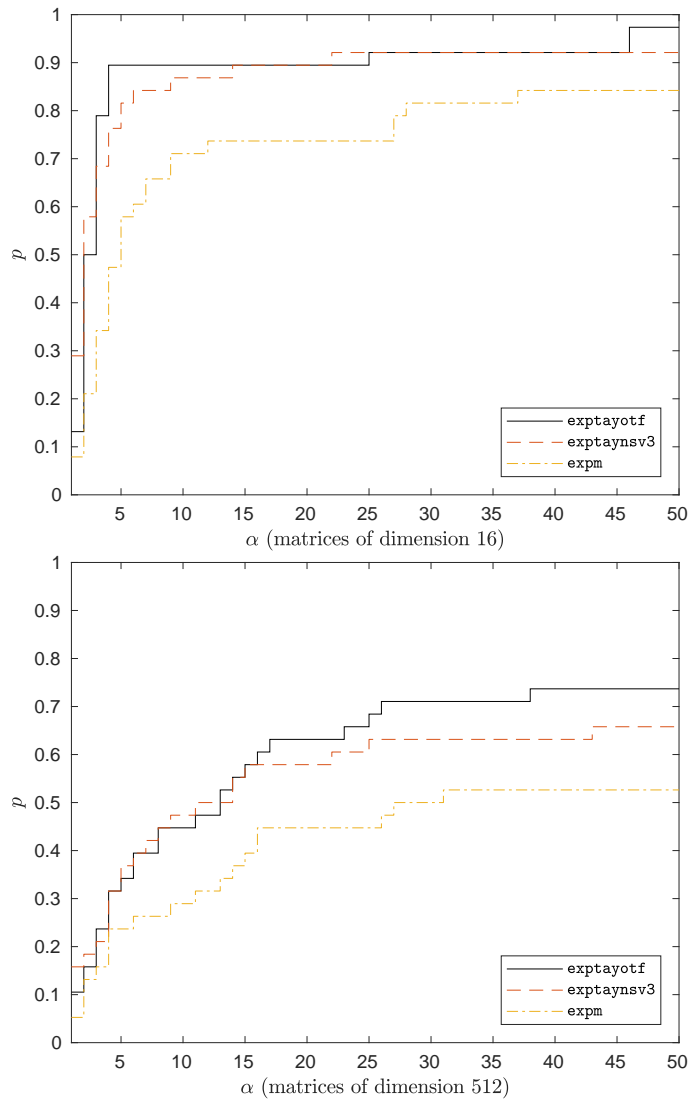 1
0.9
0.8
0.7
0.6
0.5
0.4
0.3
0.2
0.1
0
p
exptayotf
exptaynsv3
expm
5 10 15 20 25 30 35 40 45 50
α (matrices of dimension 16)
1
0.9
0.8
0.7
0.6
0.5
0.4
0.3
0.2
0.1
0
p
exptayotf
exptaynsv3
expm
5 10 15 20 25 30 35 40 45 50
α (matrices of dimension 512)